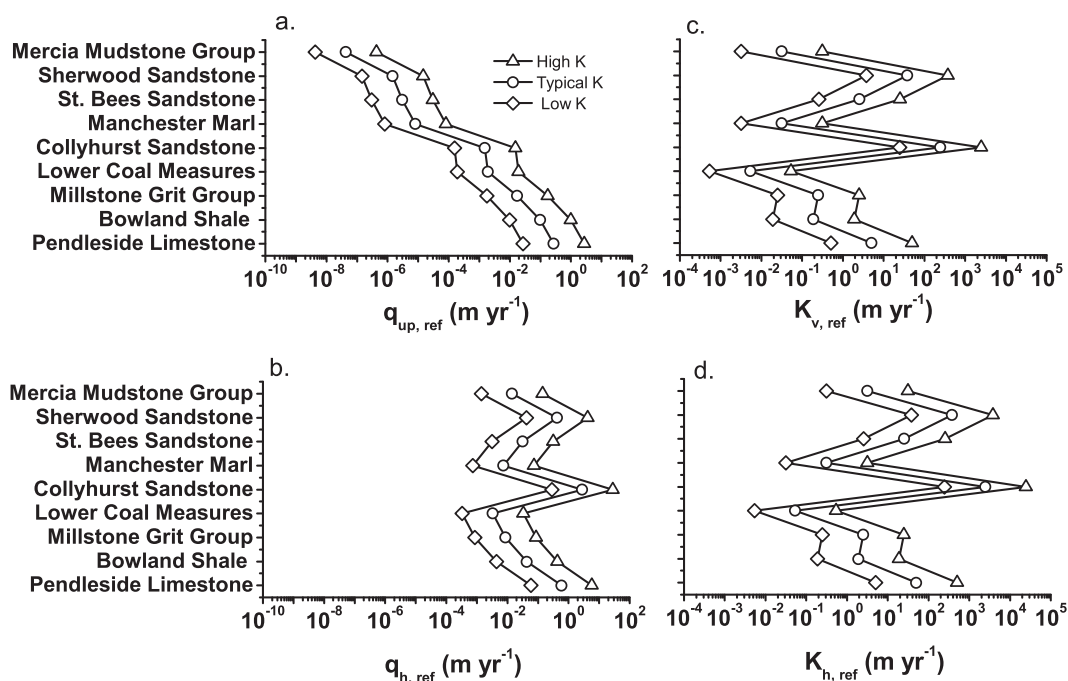 a.
Mercia Mudstone Group
Sherwood Sandstone
St. Bees Sandstone
Manchester Marl
Collyhurst Sandstone
Lower Coal Measures
Millstone Grit Group
Bowland Shale
Pendleside Limestone
High K
Typical K
Low K
10^-10 10^-8 10^-6 10^-4 10^-2 10^0 10^2
q_up, ref (m yr^-1)
c.
10^-4 10^-3 10^-2 10^-1 10^0 10^1 10^2 10^3 10^4 10^5
K_v, ref (m yr^-1)
b.
Mercia Mudstone Group
Sherwood Sandstone
St. Bees Sandstone
Manchester Marl
Collyhurst Sandstone
Lower Coal Measures
Millstone Grit Group
Bowland Shale
Pendleside Limestone
10^-10 10^-8 10^-6 10^-4 10^-2 10^0 10^2
q_h, ref (m yr^-1)
d.
10^-4 10^-3 10^-2 10^-1 10^0 10^1 10^2 10^3 10^4 10^5
K_h, ref (m yr^-1)